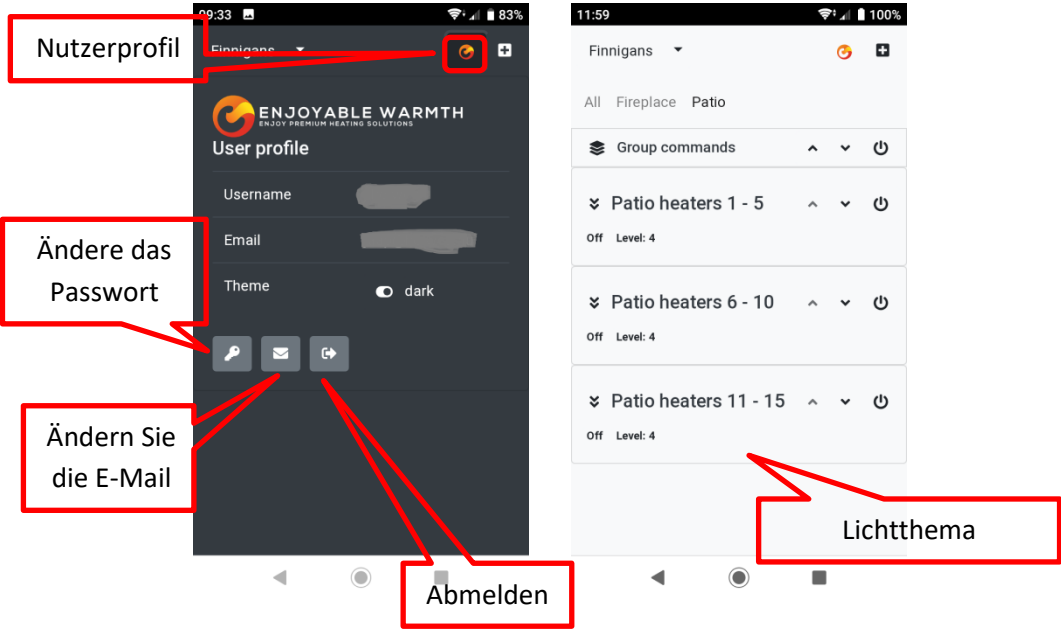 09:33
83%
Nutzerprofil
Finnigans
ENJOYABLE WARMTH
ENJOY PREMIUM HEATING SOLUTIONS
User profile
Username
Email
Theme
dark
Ändere das
Passwort
Ändern Sie
die E-Mail
Abmelden
11:59
100%
Finnigans
All Fireplace Patio
Group commands
Patio heaters 1 - 5
Off Level: 4
Patio heaters 6 - 10
Off Level: 4
Patio heaters 11 - 15
Off Level: 4
Lichtthema